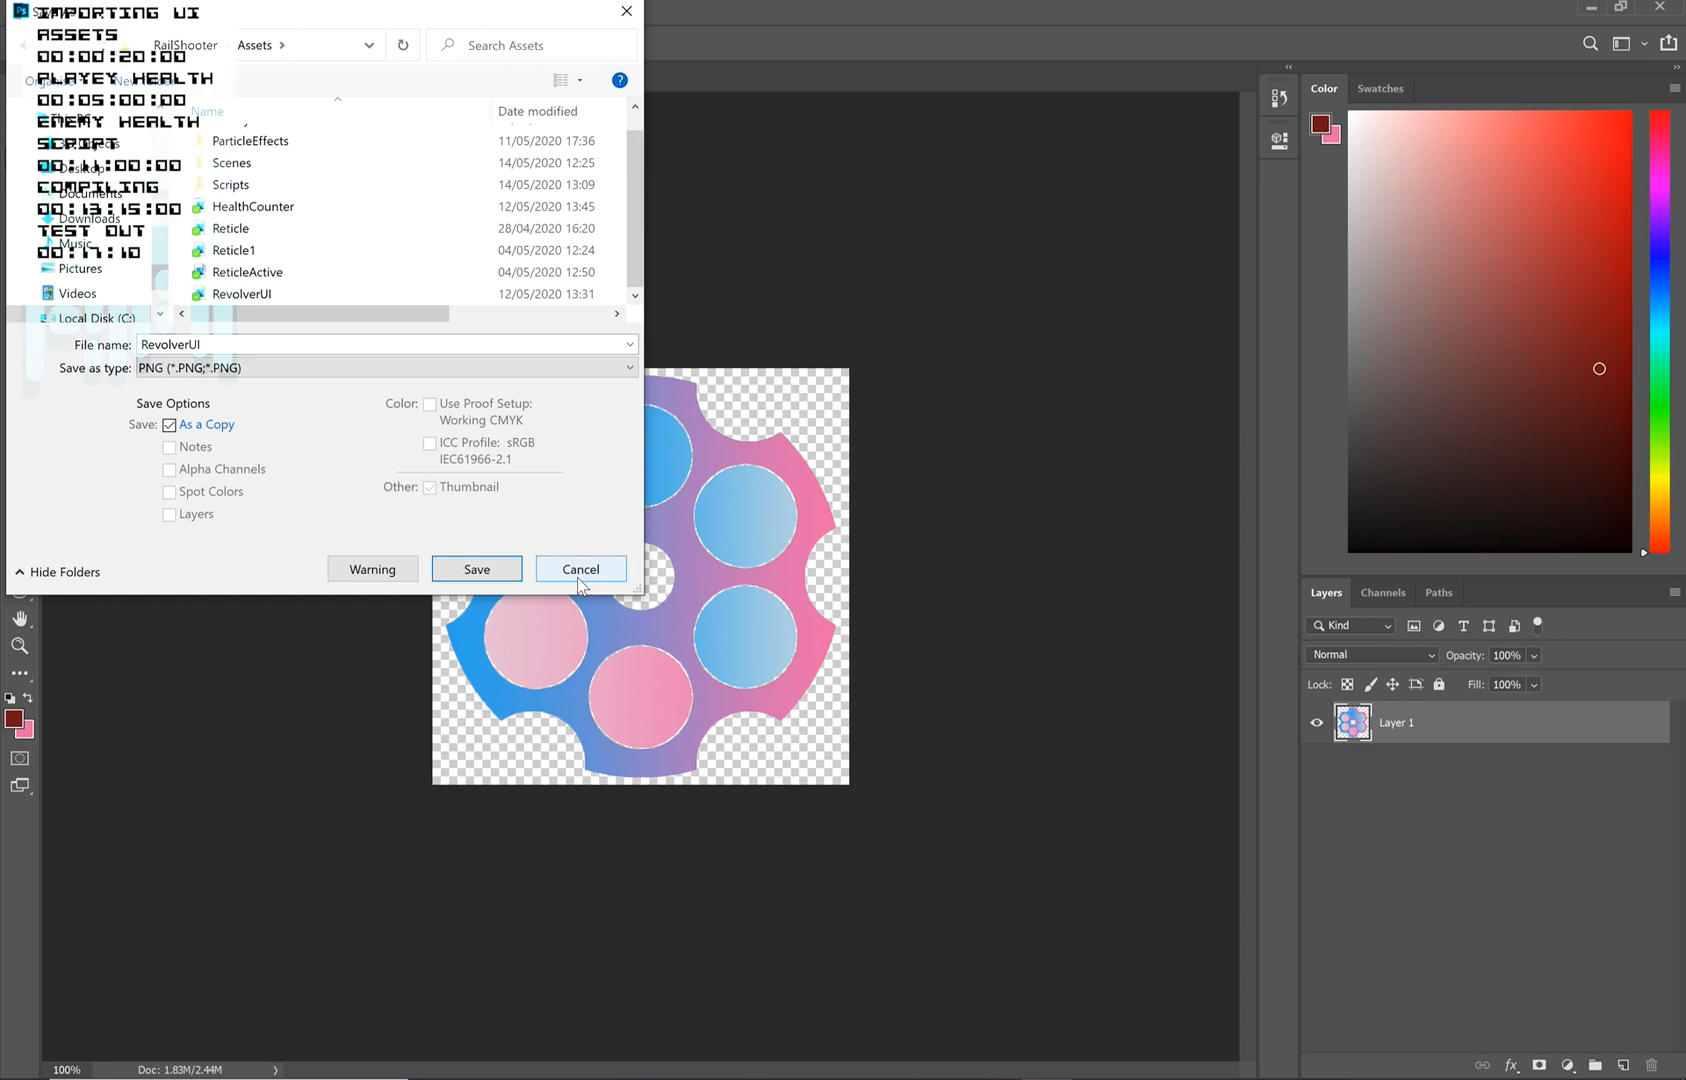 IMPORTING UI
ASSETS
00:00:20:00
PLAYEY HEALTH
00:05:00:00
ENEMY HEALTH
SCRIPT
00:11:00:00
COMPILING
00:13:15:00
TEST OUT
00:17:10
RailShooter Assets
Search Assets
Name Date modified
ParticleEffects 11/05/2020 17:36
Scenes 14/05/2020 12:25
Scripts 14/05/2020 13:09
HealthCounter 12/05/2020 13:45
Reticle 28/04/2020 16:20
Reticle1 04/05/2020 12:24
ReticleActive 04/05/2020 12:50
RevolverUI 12/05/2020 13:31
Desktop
Documents
Downloads
Music
Pictures
Videos
Local Disk (C:)
File name: RevolverUI
Save as type: PNG (*.PNG;*.PNG)
Save Options
Save: As a Copy
Notes
Alpha Channels
Spot Colors
Layers
Color: Use Proof Setup:
Working CMYK
ICC Profile: sRGB
IEC61966-2.1
Other: Thumbnail
Hide Folders
Warning Save Cancel
Color Swatches
Layers Channels Paths
Kind
Normal Opacity: 100%
Lock: Fill: 100%
Layer 1
fx
100% Doc: 1.83M/2.44M